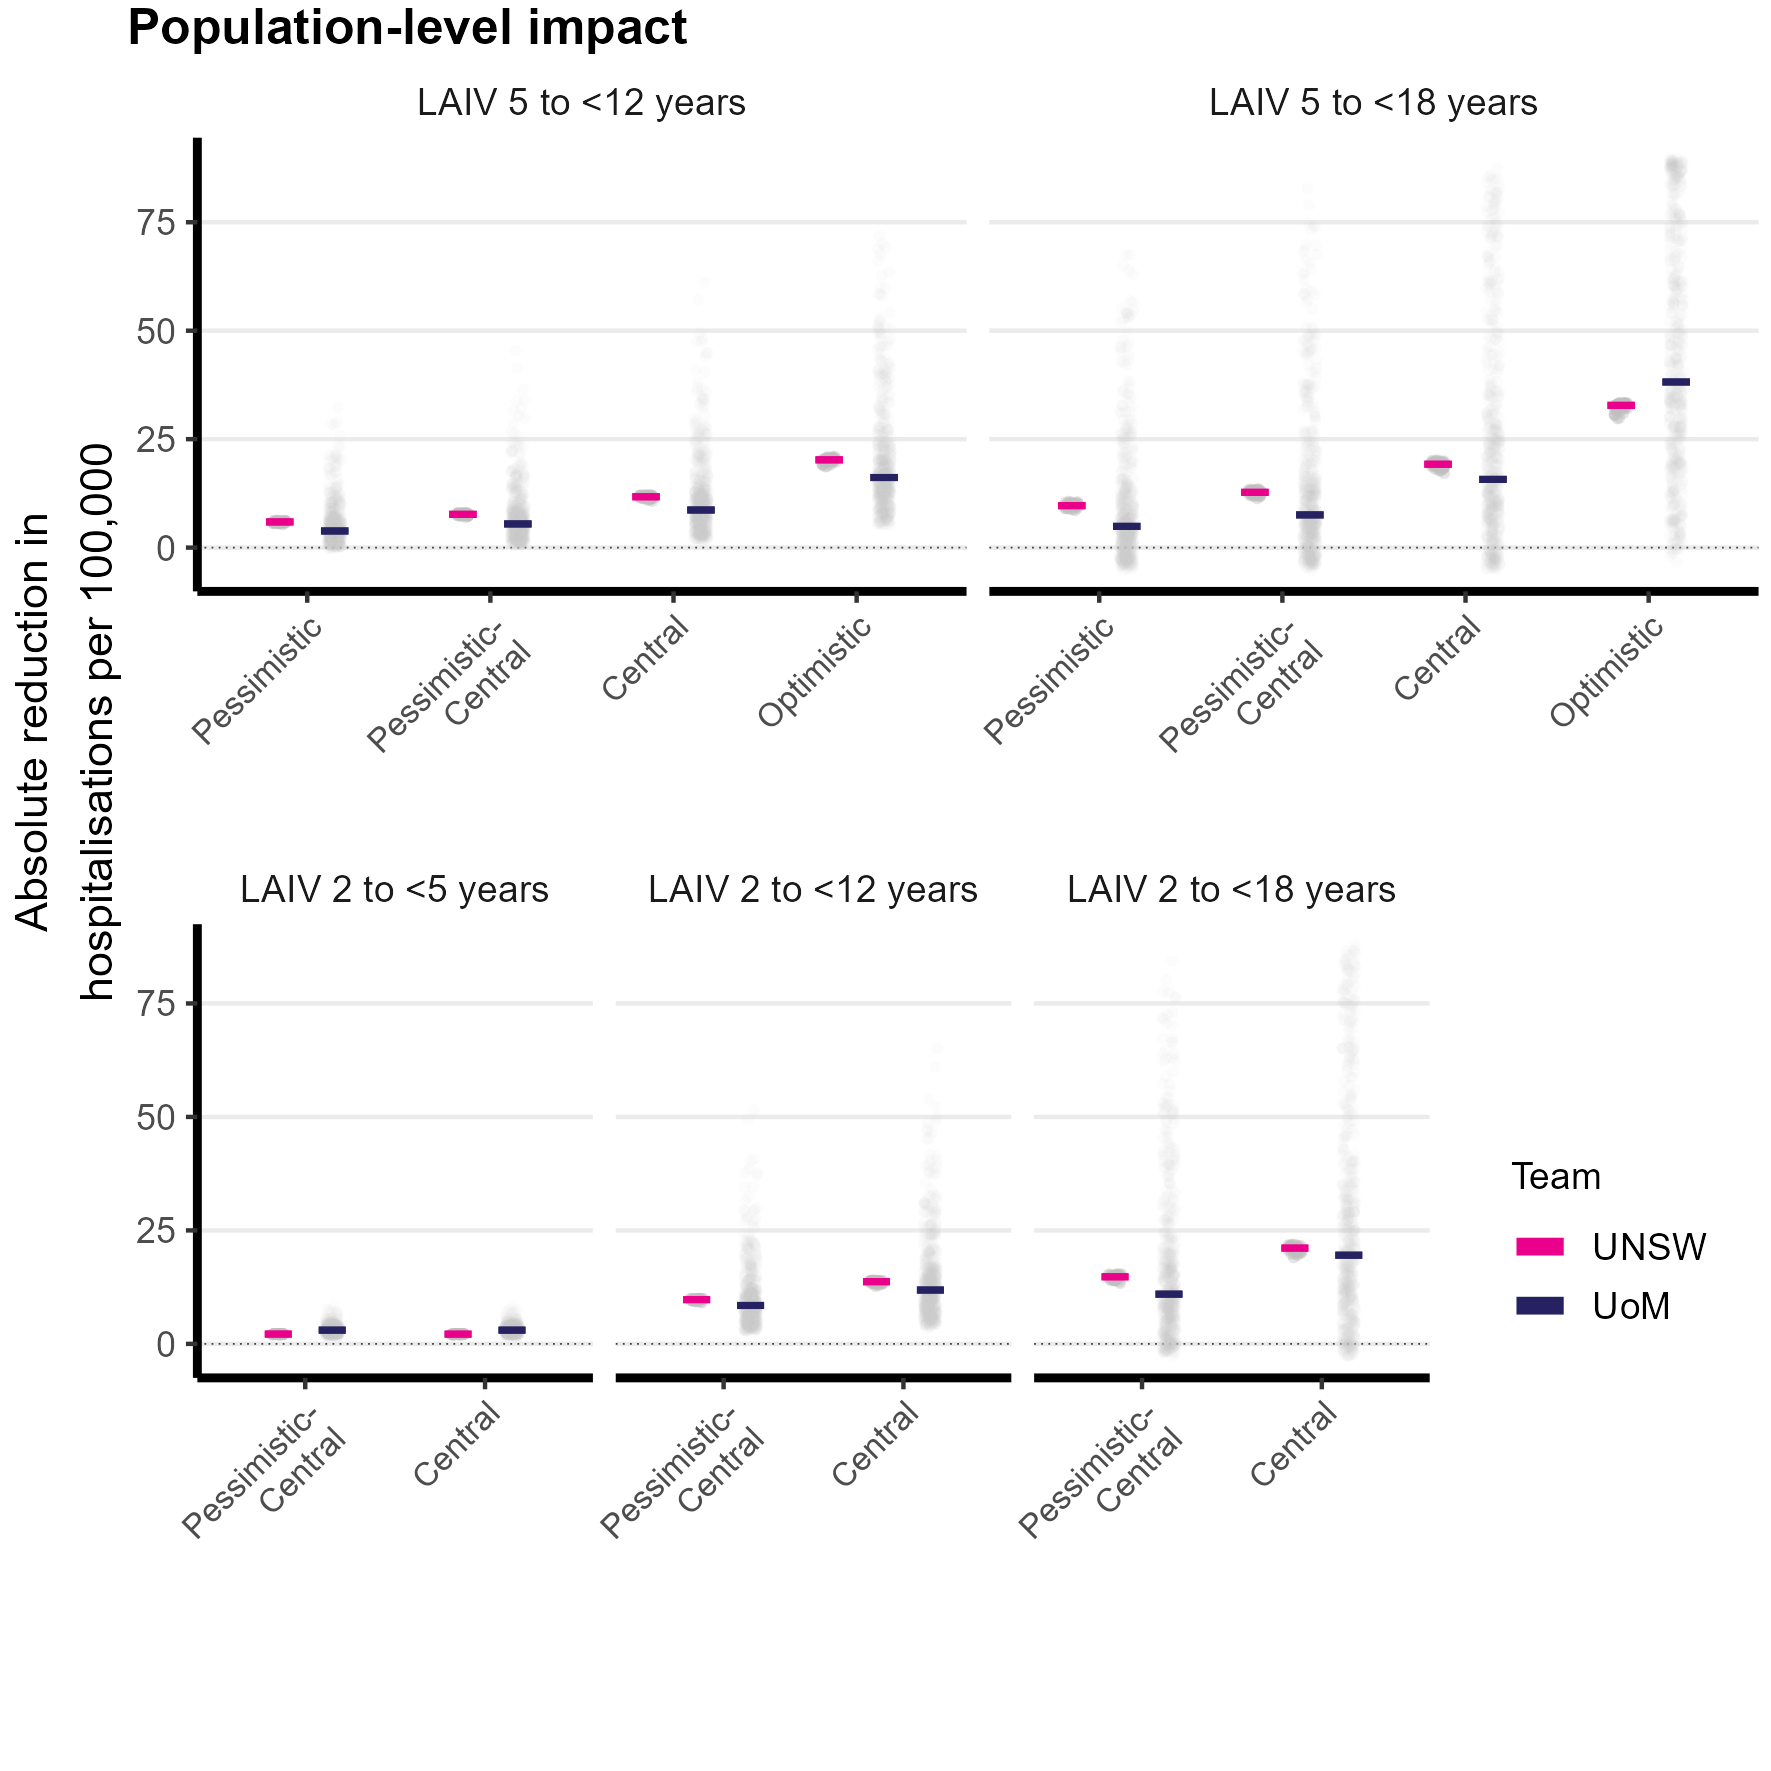 Population-level impact
Absolute reduction in
hospitalisations per 100,000
LAIV 5 to <12 years
LAIV 5 to <18 years
75
50
25
0
Pessimistic
Pessimistic-
Central
Central
Optimistic
Pessimistic
Pessimistic-
Central
Central
Optimistic
LAIV 2 to <5 years
LAIV 2 to <12 years
LAIV 2 to <18 years
75
50
25
0
Pessimistic-
Central
Central
Pessimistic-
Central
Central
Pessimistic-
Central
Central
Team
UNSW
UoM